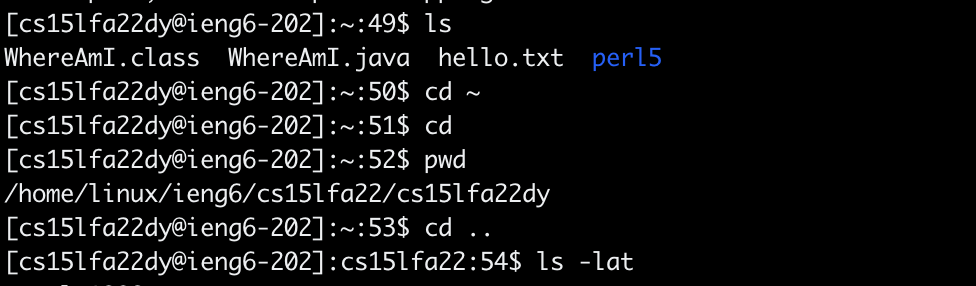 [cs15lfa22dy@ieng6-202]:~:49$ ls
WhereAmI.class  WhereAmI.java  hello.txt  perl5
[cs15lfa22dy@ieng6-202]:~:50$ cd ~
[cs15lfa22dy@ieng6-202]:~:51$ cd
[cs15lfa22dy@ieng6-202]:~:52$ pwd
/home/linux/ieng6/cs15lfa22/cs15lfa22dy
[cs15lfa22dy@ieng6-202]:~:53$ cd ..
[cs15lfa22dy@ieng6-202]:cs15lfa22:54$ ls -lat